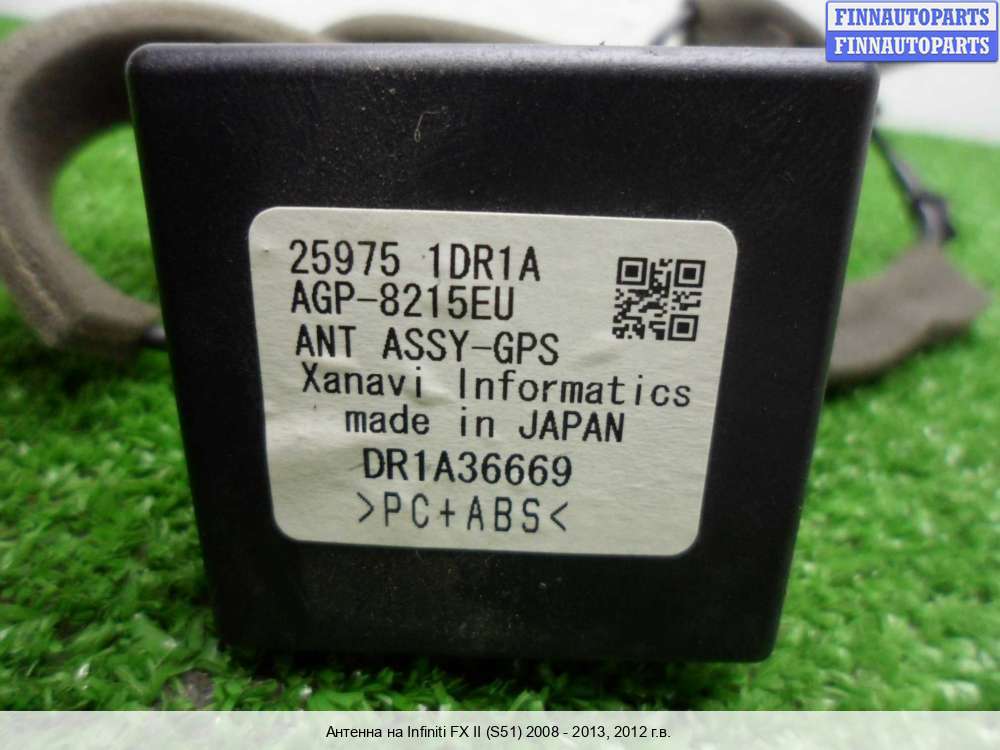 FINNAUTOPARTS
FINNAUTOPARTS
25975 1DR1A
AGP-8215EU
ANT ASSY-GPS
Xanavi Informatics
made in JAPAN
DR1A36669
>PC+ABS<
Антенна на Infiniti FX II (S51) 2008 - 2013, 2012 г.в.